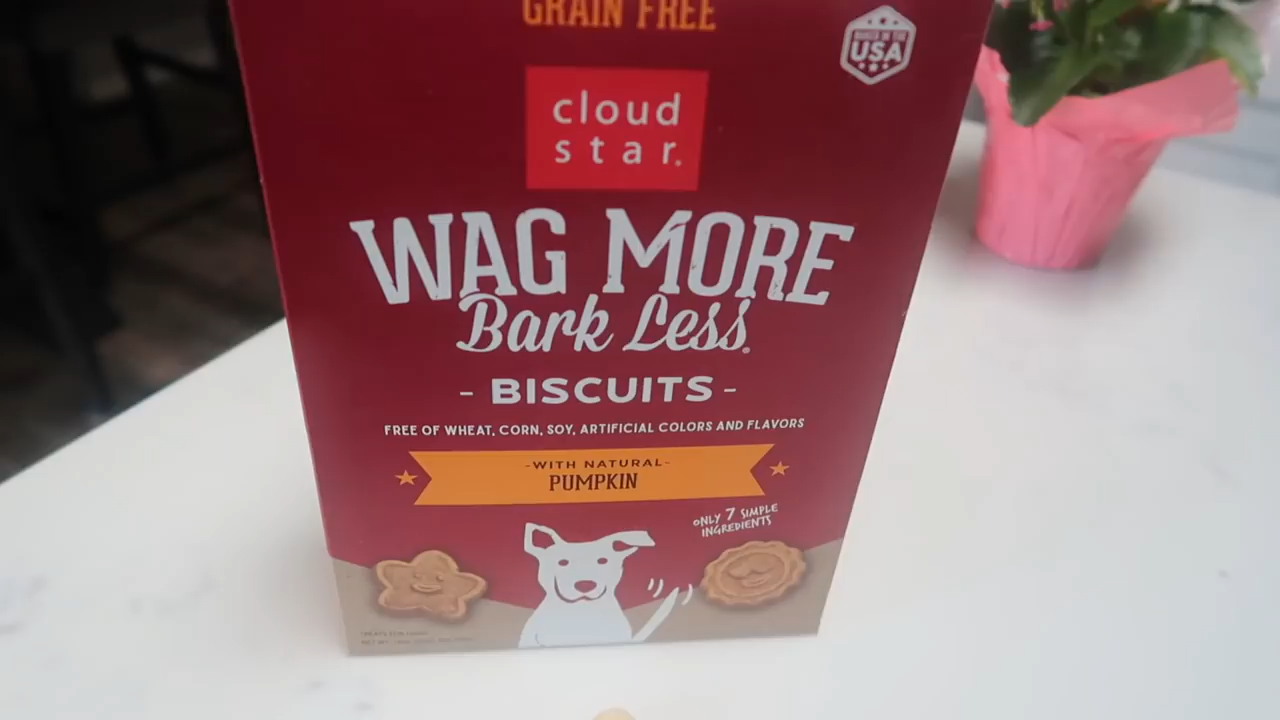 GRAIN FREE
MADE IN THE
USA
cloud
star.
WAG MORE
Bark Less
- BISCUITS -
FREE OF WHEAT, CORN, SOY, ARTIFICIAL COLORS AND FLAVORS
-WITH NATURAL-
PUMPKIN
ONLY 7 SIMPLE
INGREDIENTS